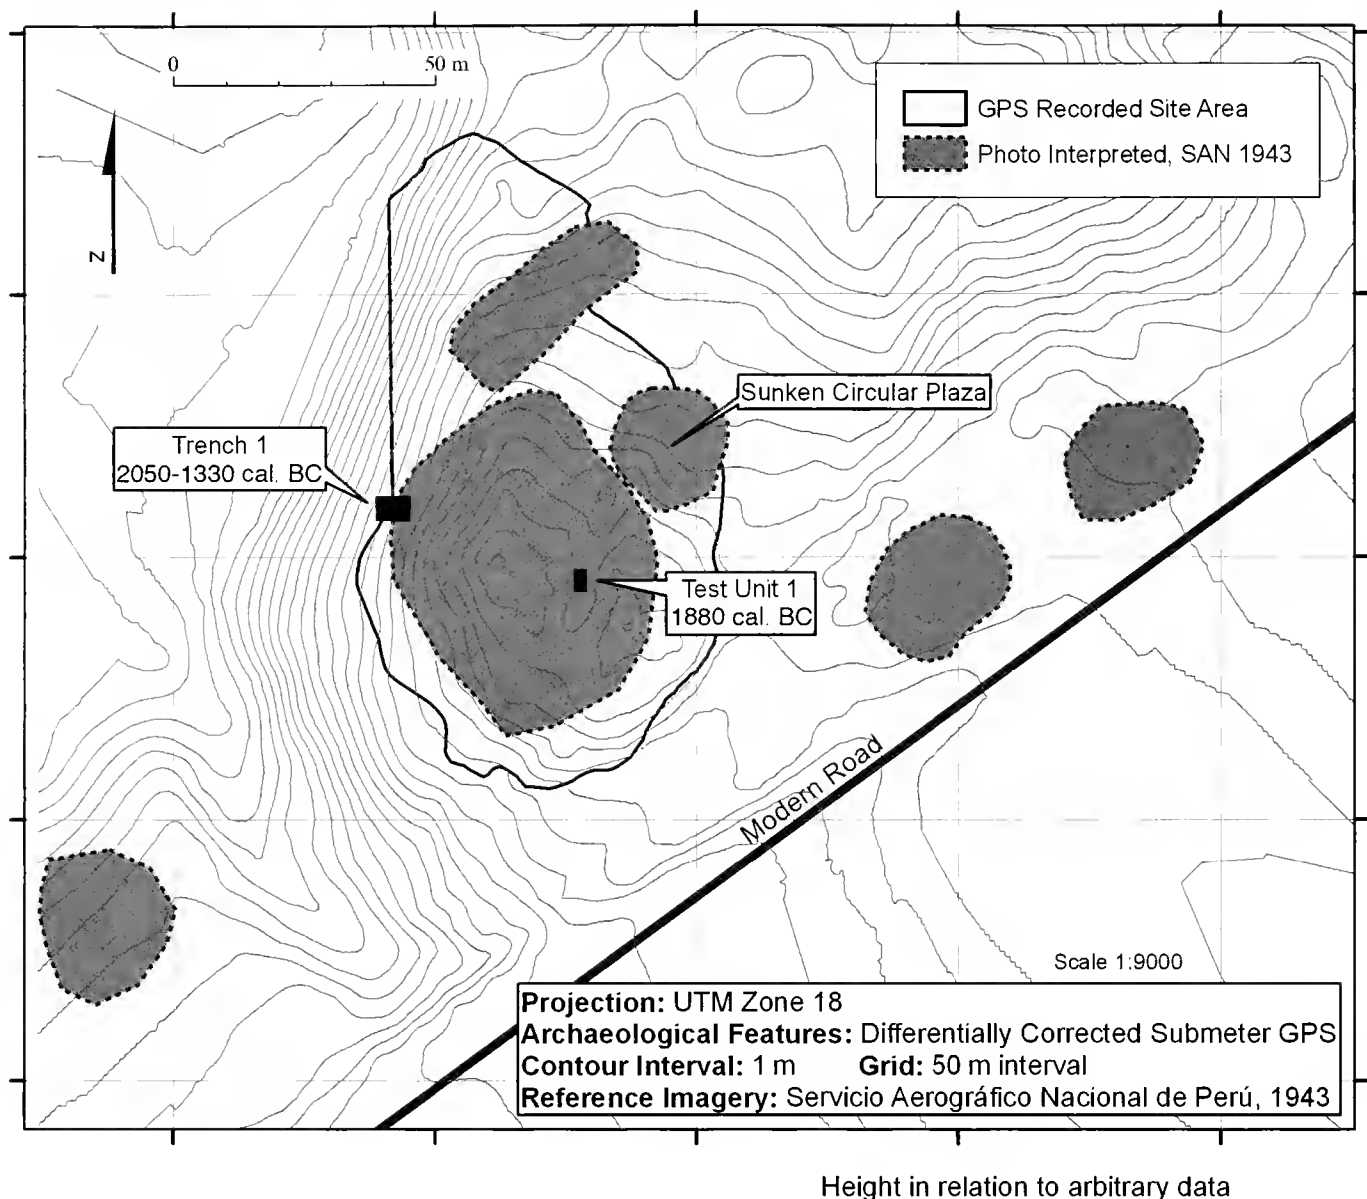 0
50 m
GPS Recorded Site Area
Photo Interpreted, SAN 1943
N
Sunken Circular Plaza
Trench 1
2050-1330 cal. BC
Test Unit 1
1880 cal. BC
Modern Road
Scale 1:9000
Projection: UTM Zone 18
Archaeological Features: Differentially Corrected Submeter GPS
Contour Interval: 1 m Grid: 50 m interval
Reference Imagery: Servicio Aerográfico Nacional de Perú, 1943
Height in relation to arbitrary data